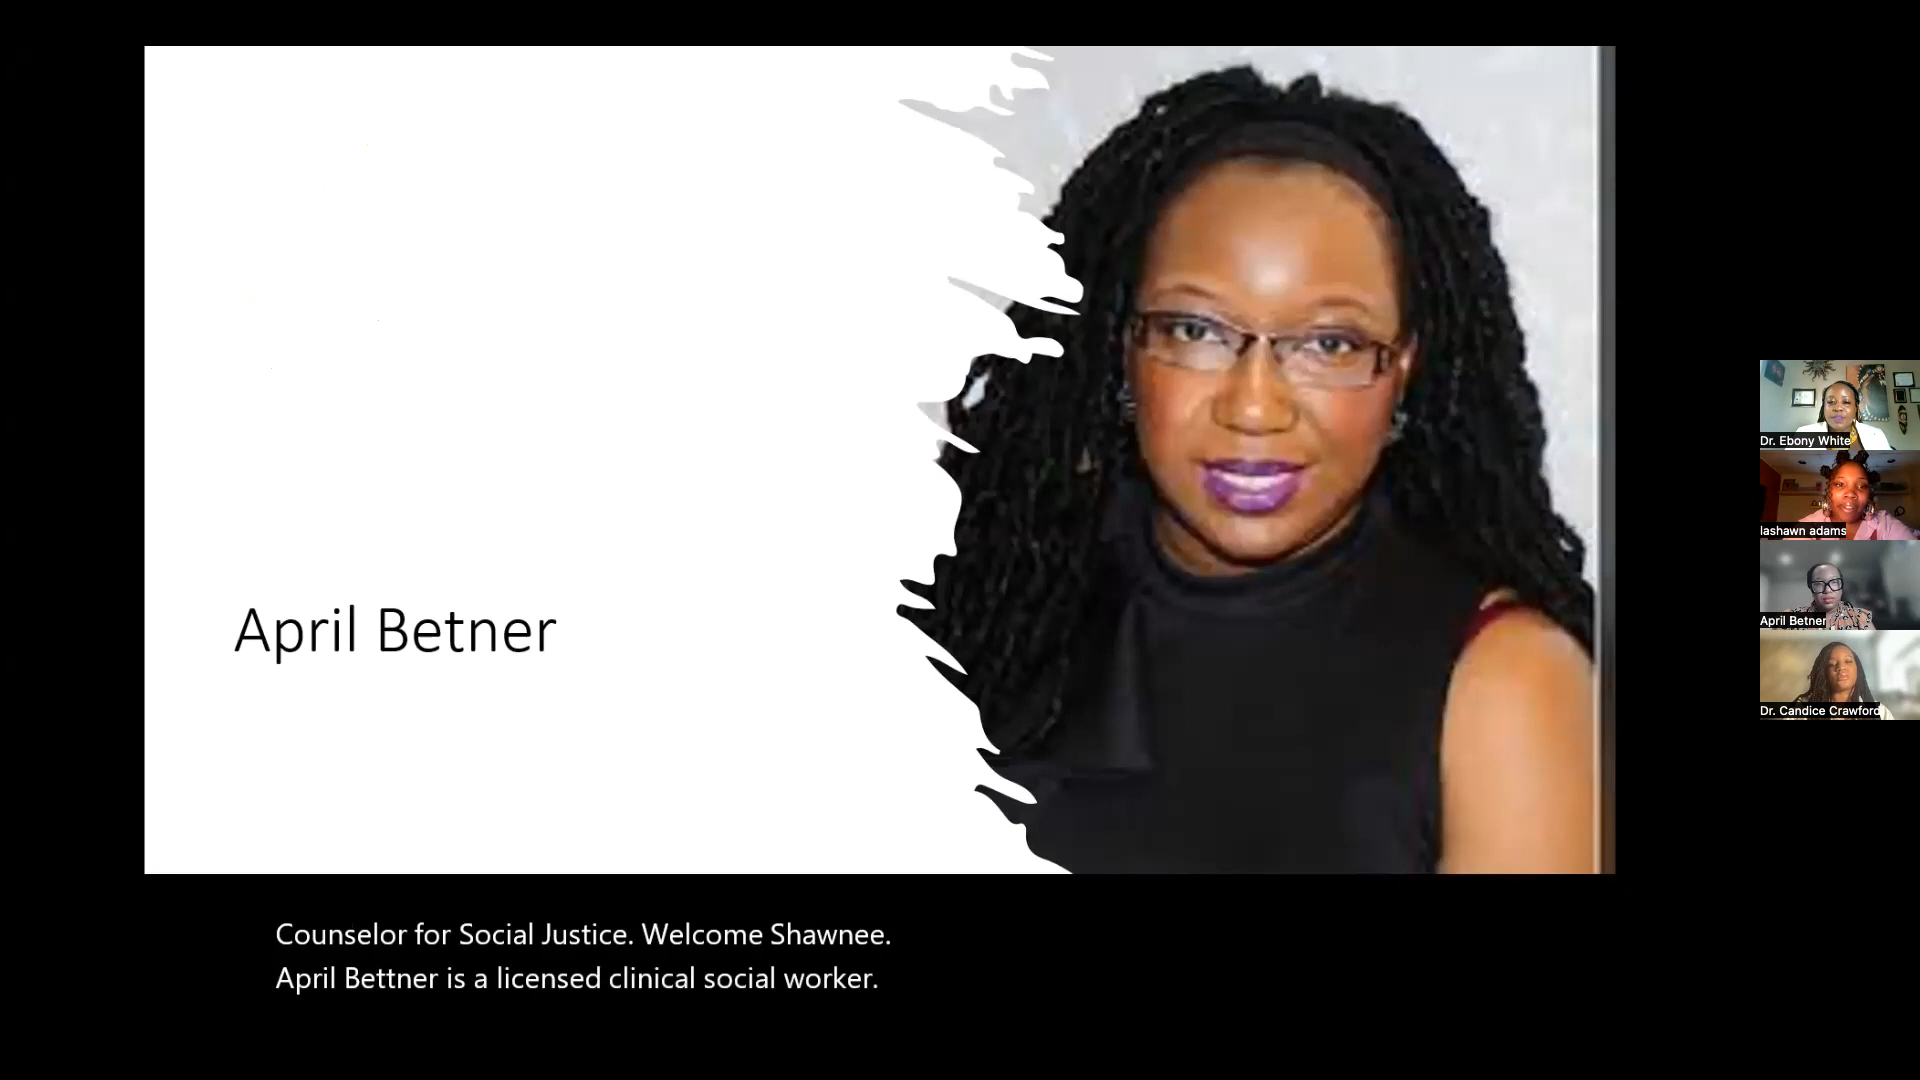 April Betner
Dr. Ebony White
lashawn adams
April Betner
Dr. Candice Crawford
Counselor for Social Justice. Welcome Shawnee.
April Bettner is a licensed clinical social worker.